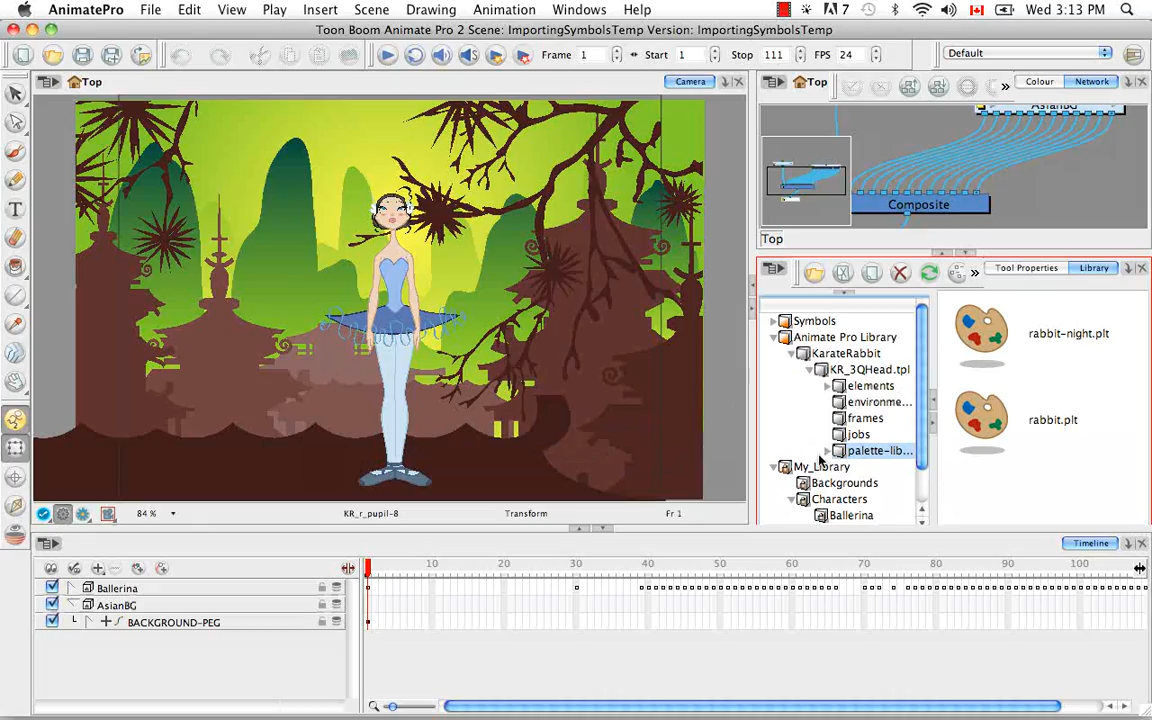 AnimatePro File Edit View Play Insert Scene Drawing Animation Windows Help 7 Wed 3:13 PM
Toon Boom Animate Pro 2 Scene: ImportingSymbolsTemp Version: ImportingSymbolsTemp
Frame 1 Start 1 Stop 111 FPS 24 Default
Top Camera
Top » Colour Network
AsianBG
Composite
Top
» Tool Properties Library
Symbols
Animate Pro Library
KarateRabbit
KR_3QHead.tpl
elements
environme...
frames
jobs
palette-lib...
My_Library
Backgrounds
Characters
Ballerina
rabbit-night.plt
rabbit.plt
84 % KR_r_pupil-8 Transform Fr 1
Timeline
10 20 30 40 50 60 70 80 90 100
Ballerina
AsianBG
BACKGROUND-PEG